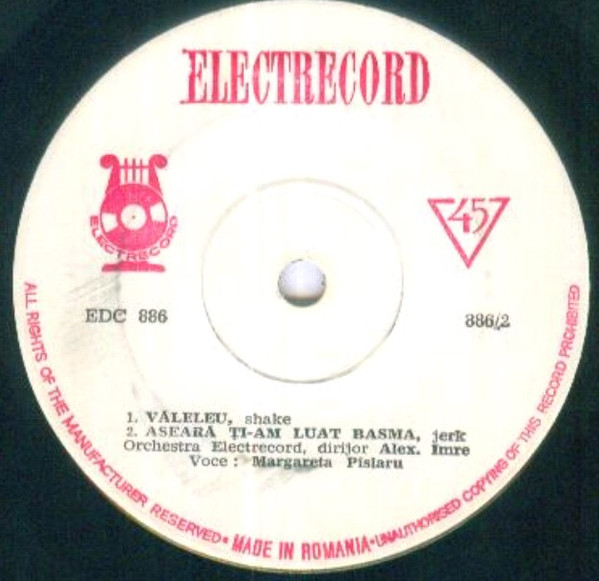 ELECTRECORD
ELECTRECORD
45
EDC 886
886/2
1. VĂLELEU, shake
2. ASEARĂ ȚI-AM LUAT BASMA, jerk
Orchestra Electrecord, dirijor Alex. Imre
Voce : Margareta Pîslaru
ALL RIGHTS OF THE MANUFACTURER RESERVED • MADE IN ROMANIA • UNAUTHORISED COPYING OF THIS RECORD PROHIBITED